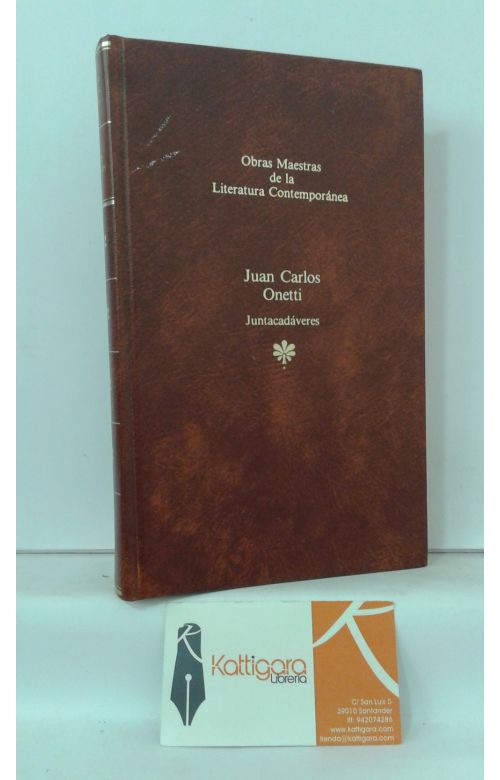 Obras Maestras
de la
Literatura Contemporánea
Juan Carlos
Onetti
Juntacadáveres
Kattigara
Librería
C/ San Luis 5
39010 Santander
tlf: 942074286
www.kattigara.com
tienda@kattigara.com